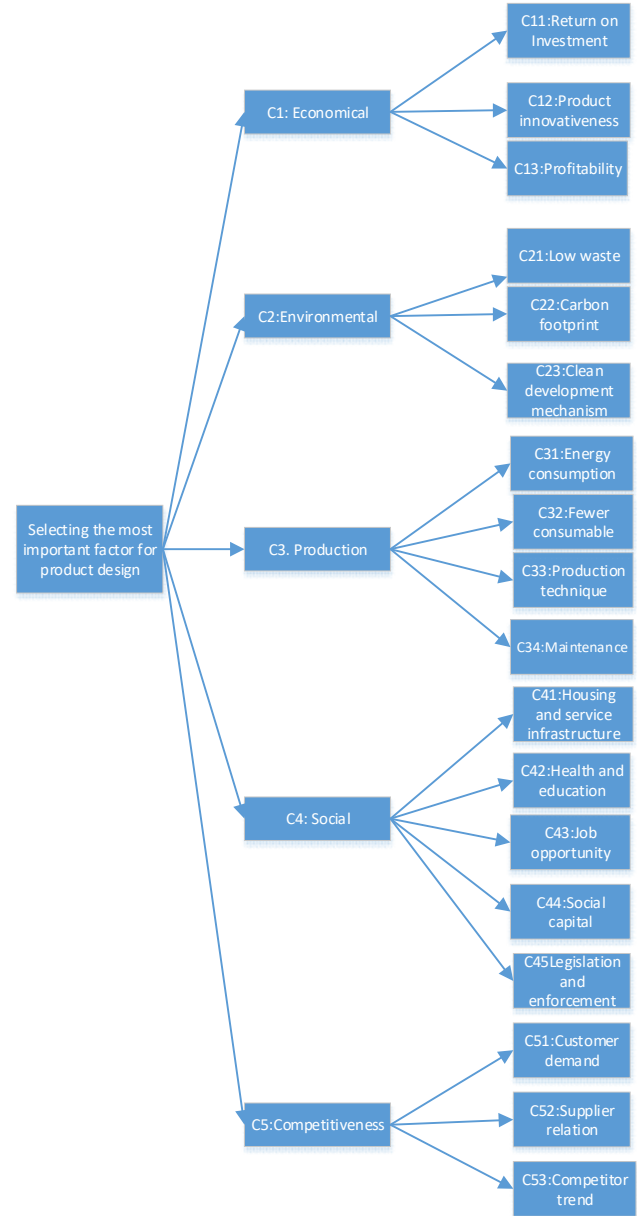 Selecting the most
important factor for
product design
C1: Economical
C11:Return on
Investment
C12:Product
innovativeness
C13:Profitability
C2:Environmental
C21:Low waste
C22:Carbon
footprint
C23:Clean
development
mechanism
C3. Production
C31:Energy
consumption
C32:Fewer
consumable
C33:Production
technique
C34:Maintenance
C4: Social
C41:Housing
and service
infrastructure
C42:Health and
education
C43:Job
opportunity
C44:Social
capital
C45Legislation
and
enforcement
C5:Competitiveness
C51:Customer
demand
C52:Supplier
relation
C53:Competitor
trend